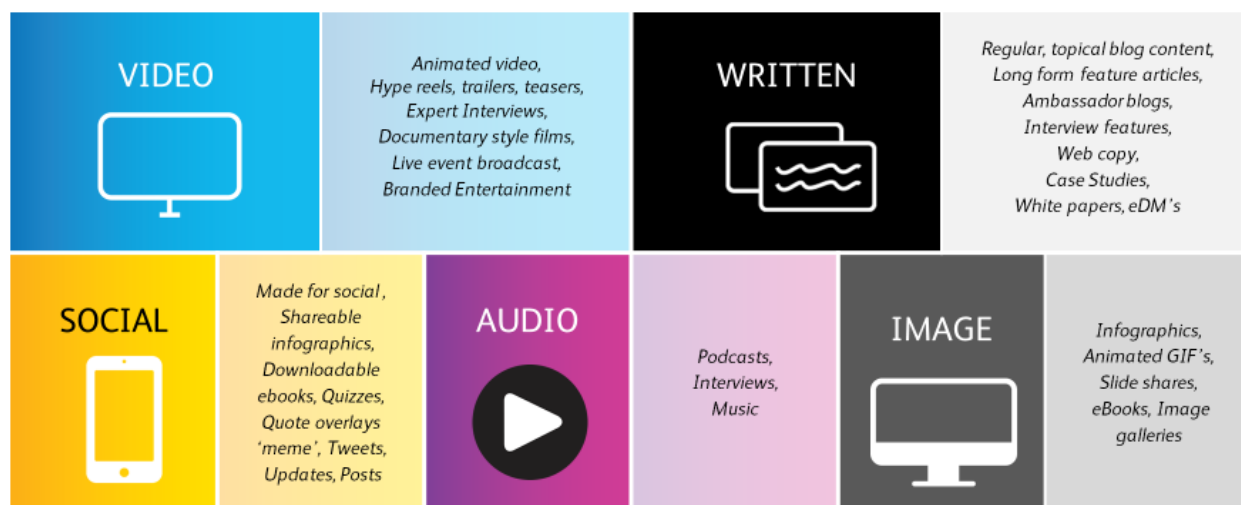 VIDEO
Animated video,
Hype reels, trailers, teasers,
Expert Interviews,
Documentary style films,
Live event broadcast,
Branded Entertainment
WRITTEN
Regular, topical blog content,
Long form feature articles,
Ambassador blogs,
Interview features,
Web copy,
Case Studies,
White papers, eDM's
SOCIAL
Made for social,
Shareable
infographics,
Downloadable
ebooks, Quizzes,
Quote overlays
'meme', Tweets,
Updates, Posts
AUDIO
Podcasts,
Interviews,
Music
IMAGE
Infographics,
Animated GIF's,
Slide shares,
eBooks, Image
galleries